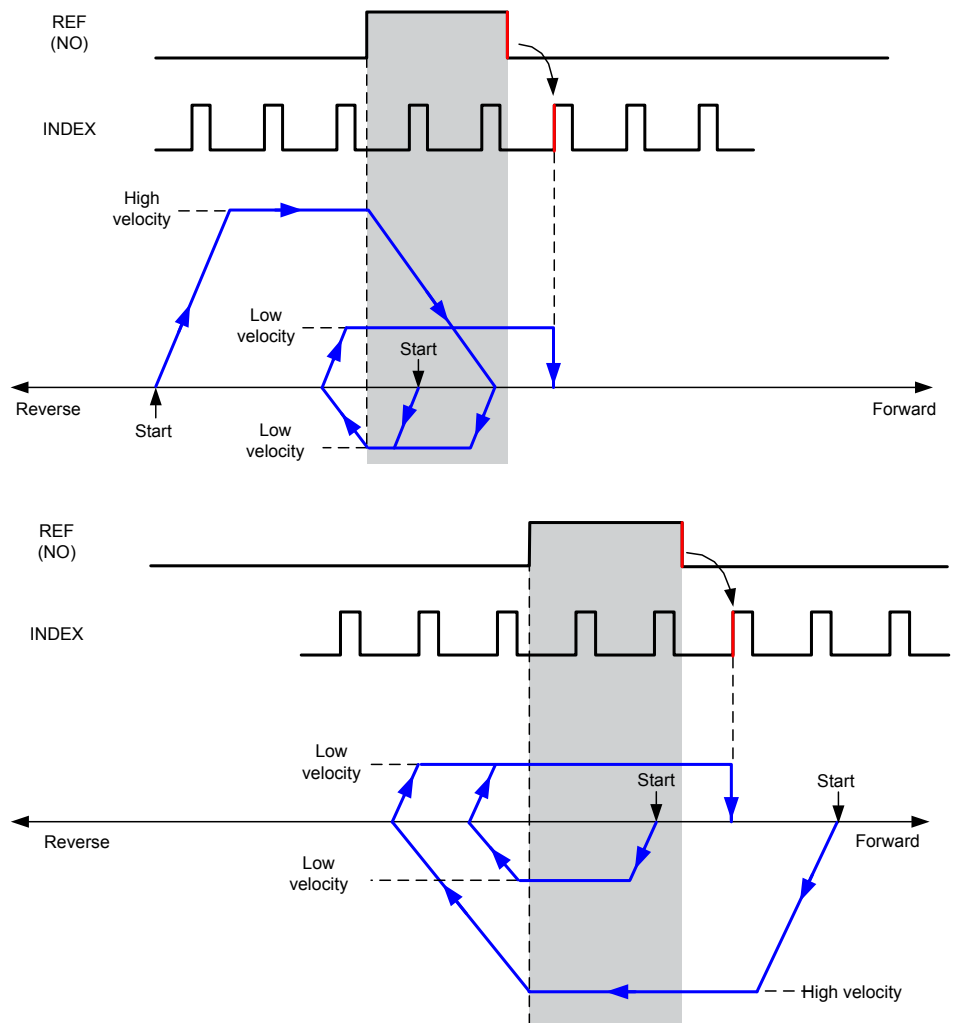 REF
(NO)
INDEX
High
velocity
Low
velocity
Start
Reverse
Forward
Start
Low
velocity
REF
(NO)
INDEX
Low
velocity
Start
Start
Reverse
Forward
Low
velocity
High velocity